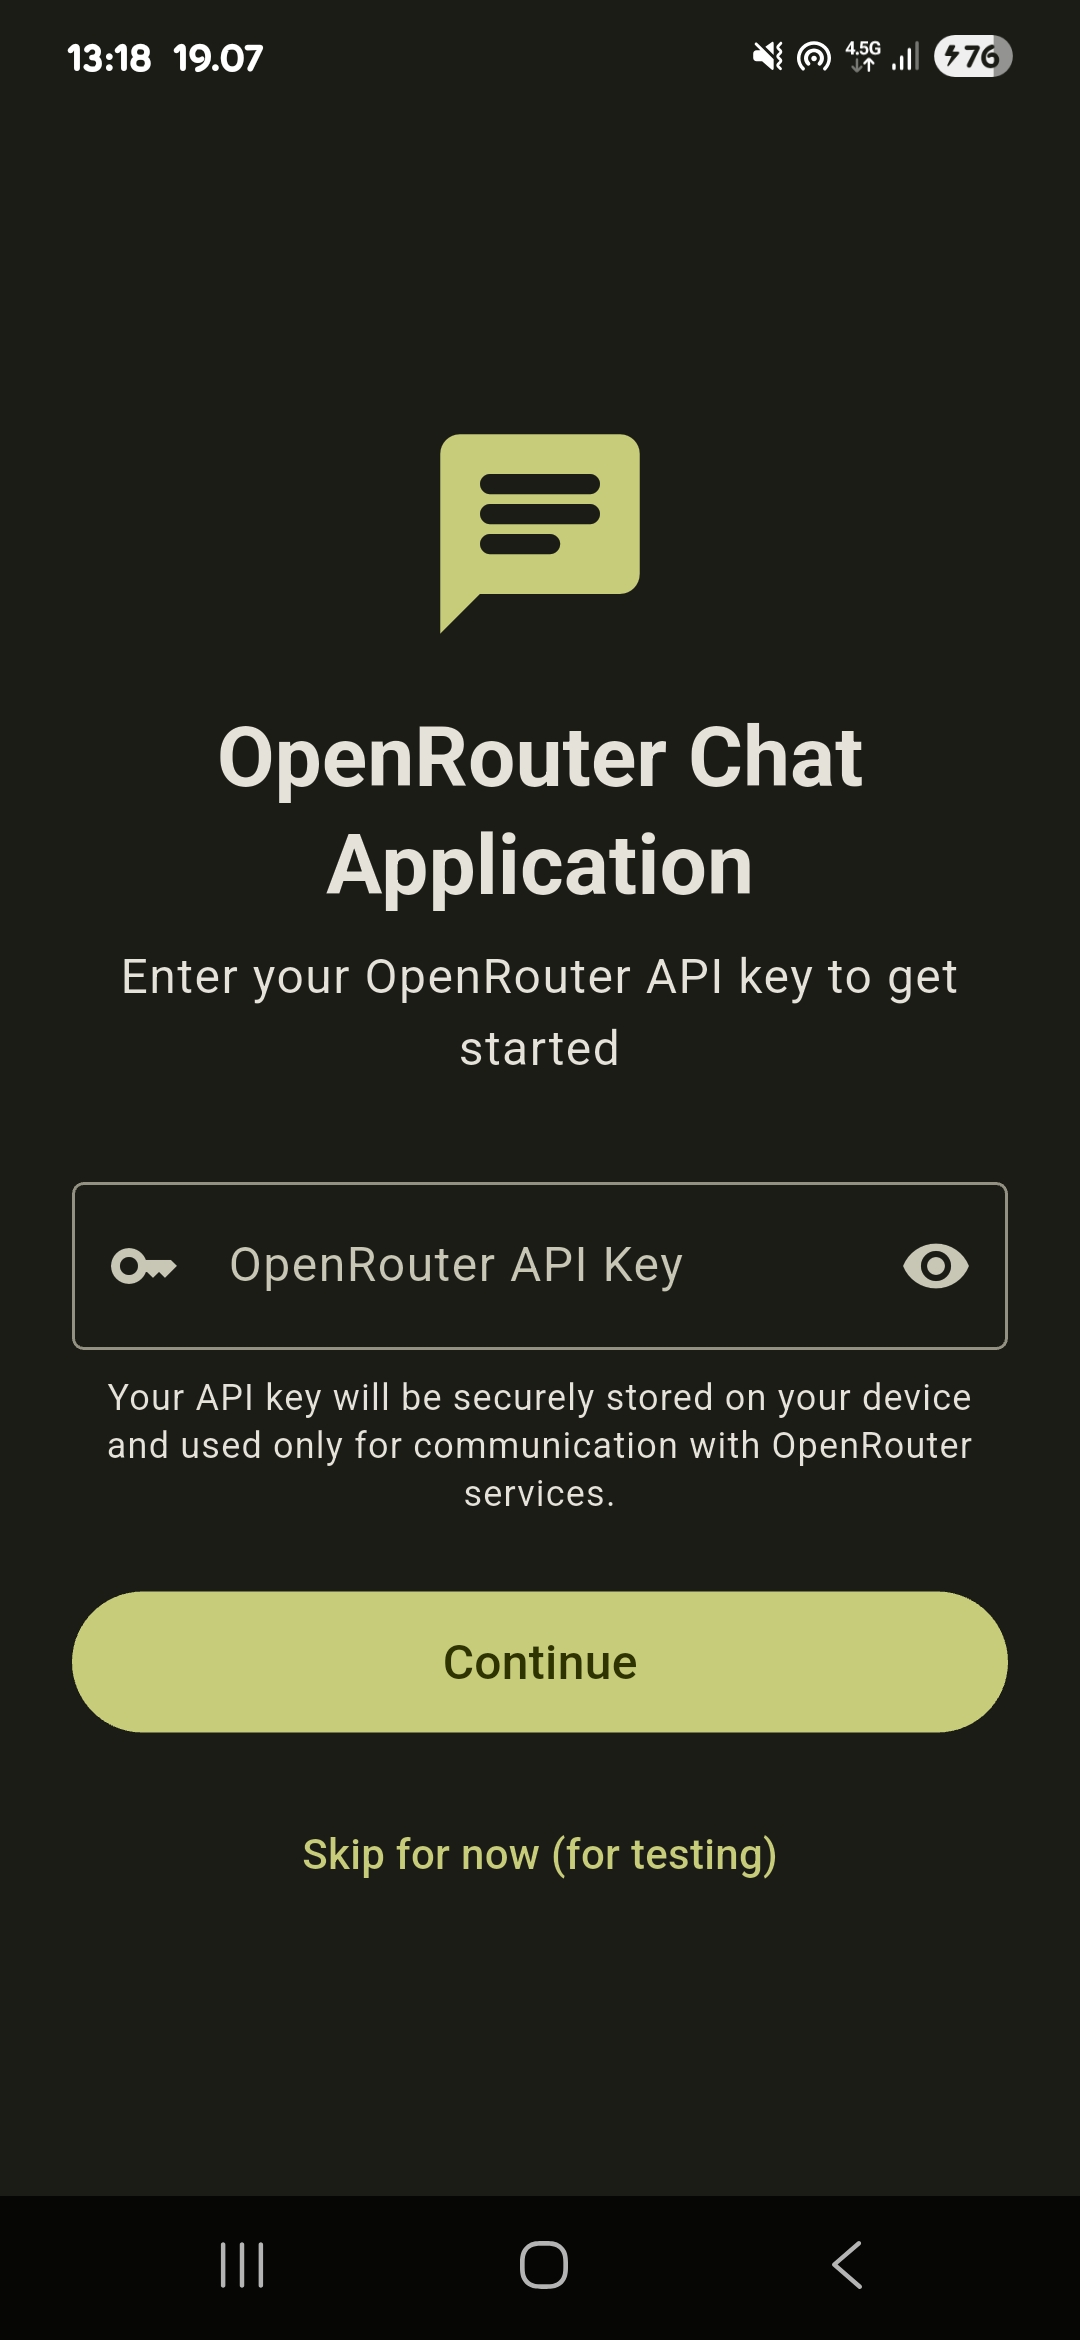 13:18 19.07
4.5G
76
OpenRouter Chat
Application
Enter your OpenRouter API key to get
started
OpenRouter API Key
Your API key will be securely stored on your device
and used only for communication with OpenRouter
services.
Continue
Skip for now (for testing)